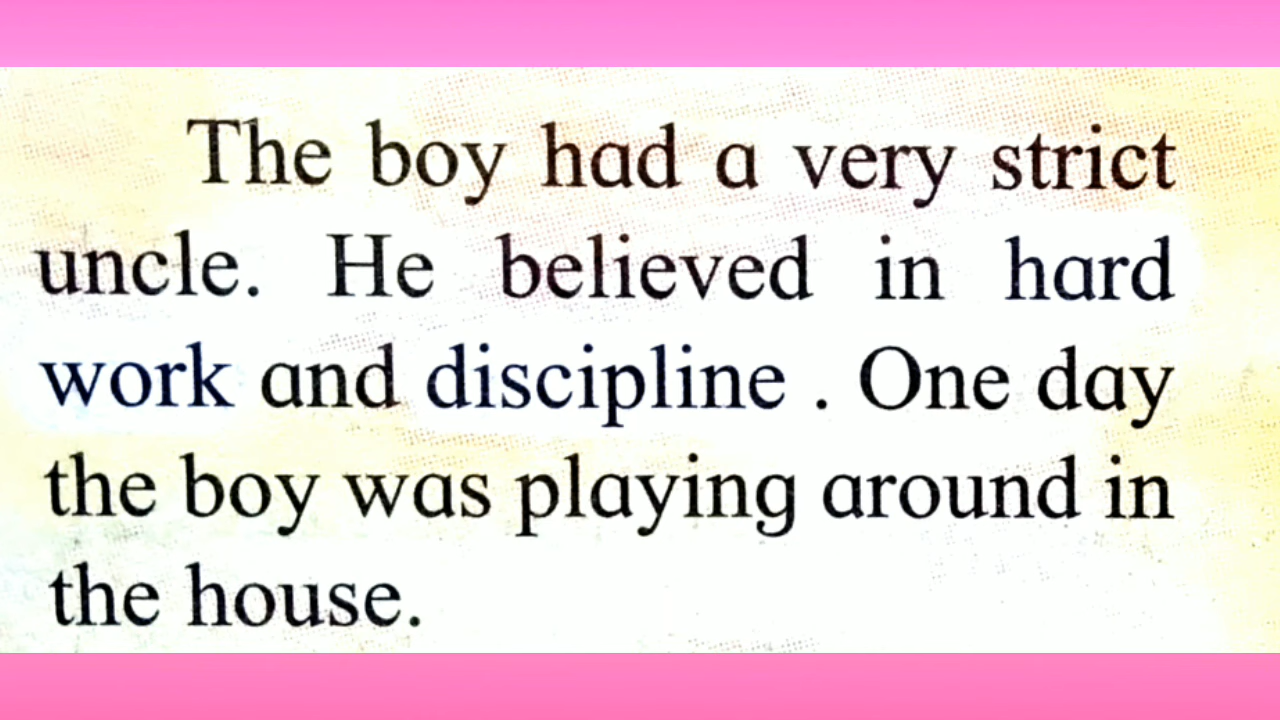 The boy had a very strict
uncle. He believed in hard
work and discipline . One day
the boy was playing around in
the house.